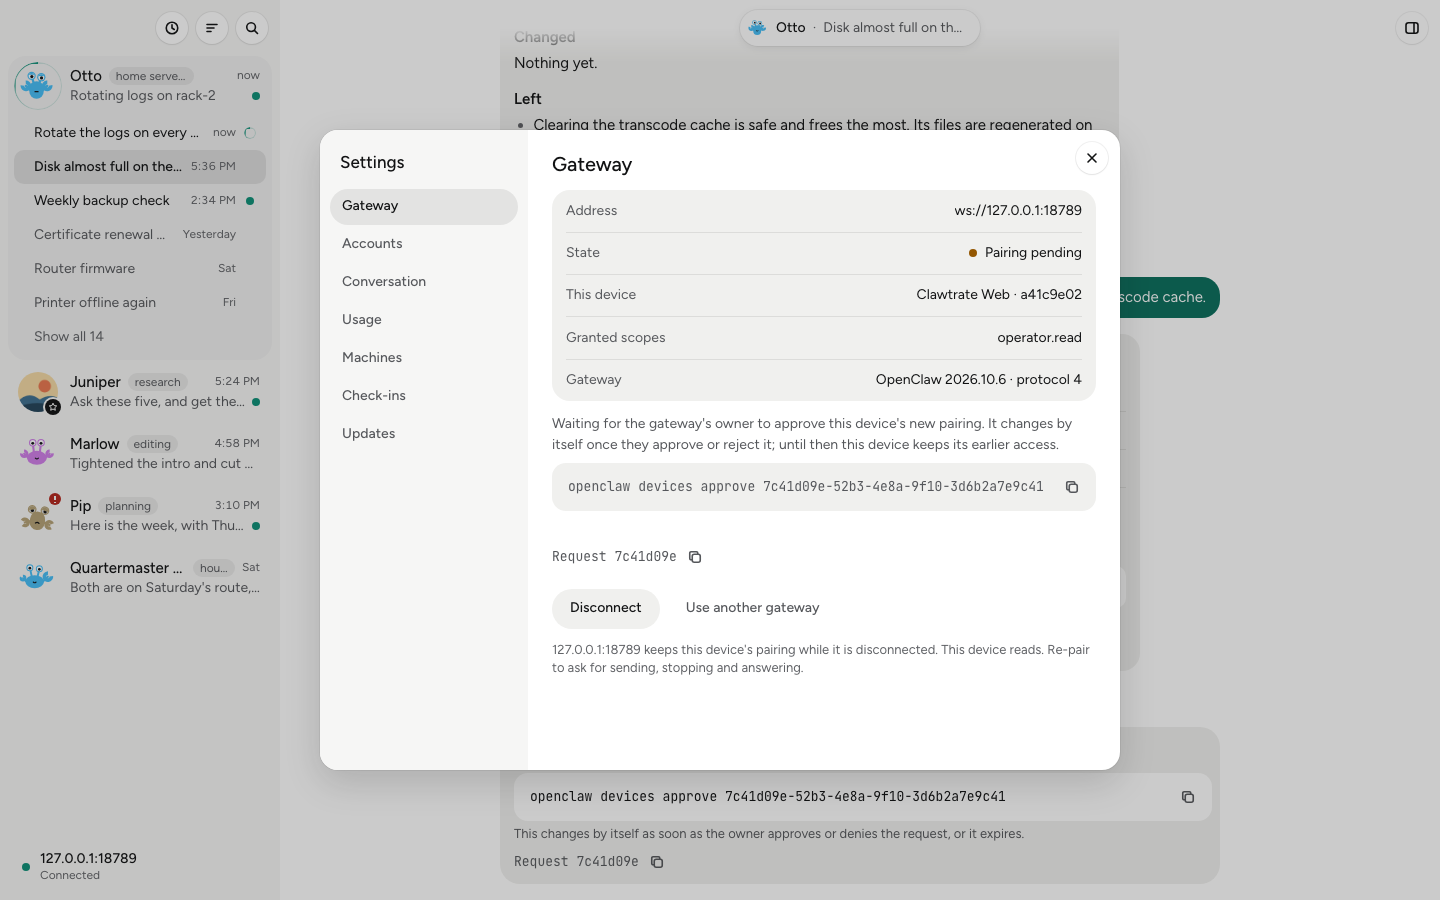 Otto
home serve...
now
Rotating logs on rack-2
Rotate the logs on every ...
now
Disk almost full on the...
5:36 PM
Weekly backup check
2:34 PM
Certificate renewal ...
Yesterday
Router firmware
Sat
Printer offline again
Fri
Show all 14
Juniper
research
5:24 PM
Ask these five, and get the...
Marlow
editing
4:58 PM
Tightened the intro and cut ...
Pip
planning
3:10 PM
Here is the week, with Thu...
Quartermaster ...
hou...
Sat
Both are on Saturday's route,...
127.0.0.1:18789
Connected
Otto · Disk almost full on th...
Changed
Nothing yet.
Left
• Clearing the transcode cache is safe and frees the most. Its files are regenerated on
scode cache.
Settings
Gateway
Accounts
Conversation
Usage
Machines
Check-ins
Updates
Gateway
Address
ws://127.0.0.1:18789
State
Pairing pending
This device
Clawtrate Web · a41c9e02
Granted scopes
operator.read
Gateway
OpenClaw 2026.10.6 · protocol 4
Waiting for the gateway's owner to approve this device's new pairing. It changes by
itself once they approve or reject it; until then this device keeps its earlier access.
openclaw devices approve 7c41d09e-52b3-4e8a-9f10-3d6b2a7e9c41
Request 7c41d09e
Disconnect
Use another gateway
127.0.0.1:18789 keeps this device's pairing while it is disconnected. This device reads. Re-pair
to ask for sending, stopping and answering.
openclaw devices approve 7c41d09e-52b3-4e8a-9f10-3d6b2a7e9c41
This changes by itself as soon as the owner approves or denies the request, or it expires.
Request 7c41d09e